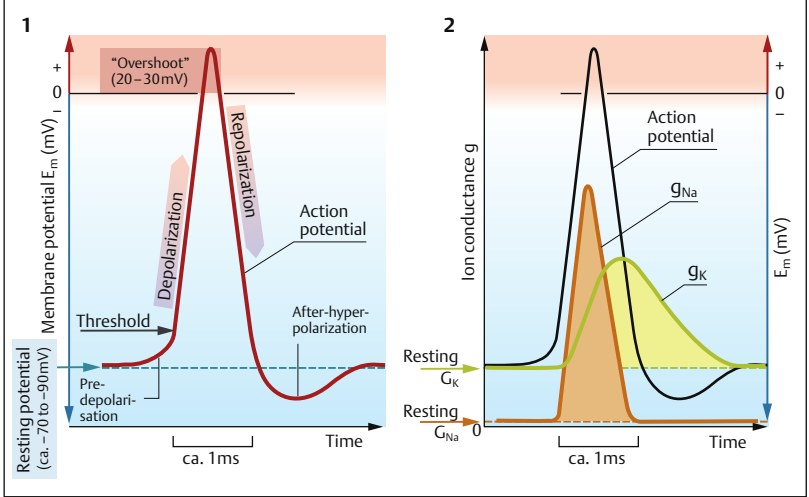 1
"Overshoot"
(20–30mV)
+
0
–
Membrane potential Em (mV)
Depolarization
Repolarization
Action
potential
Threshold
After-hyper-
polarization
Resting potential
(ca. –70 to –90mV)
Pre-
depolari-
sation
Time
ca. 1ms
2
+
0
–
Action
potential
Ion conductance g
gNa
gK
Em (mV)
Resting
GK
Resting
GNa
0
Time
ca. 1ms